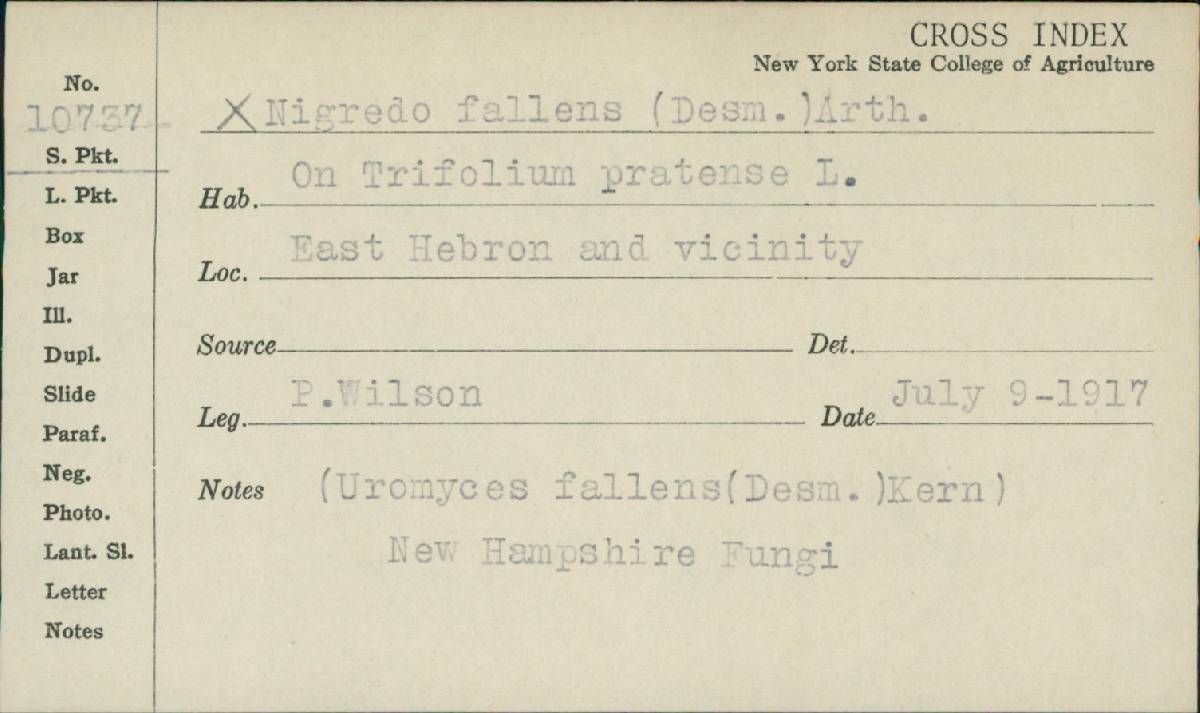 CROSS INDEX
New York State College of Agriculture
No.
10737
S. Pkt.
L. Pkt.
Box
Jar
Ill.
Dupl.
Slide
Paraf.
Neg.
Photo.
Lant. Sl.
Letter
Notes
X Nigredo fallens (Desm.)Arth.
Hab. On Trifolium pratense L.
Loc. East Hebron and vicinity
Source Det.
Leg. P.Wilson Date July 9-1917
Notes (Uromyces fallens(Desm.)Kern)
New Hampshire Fungi